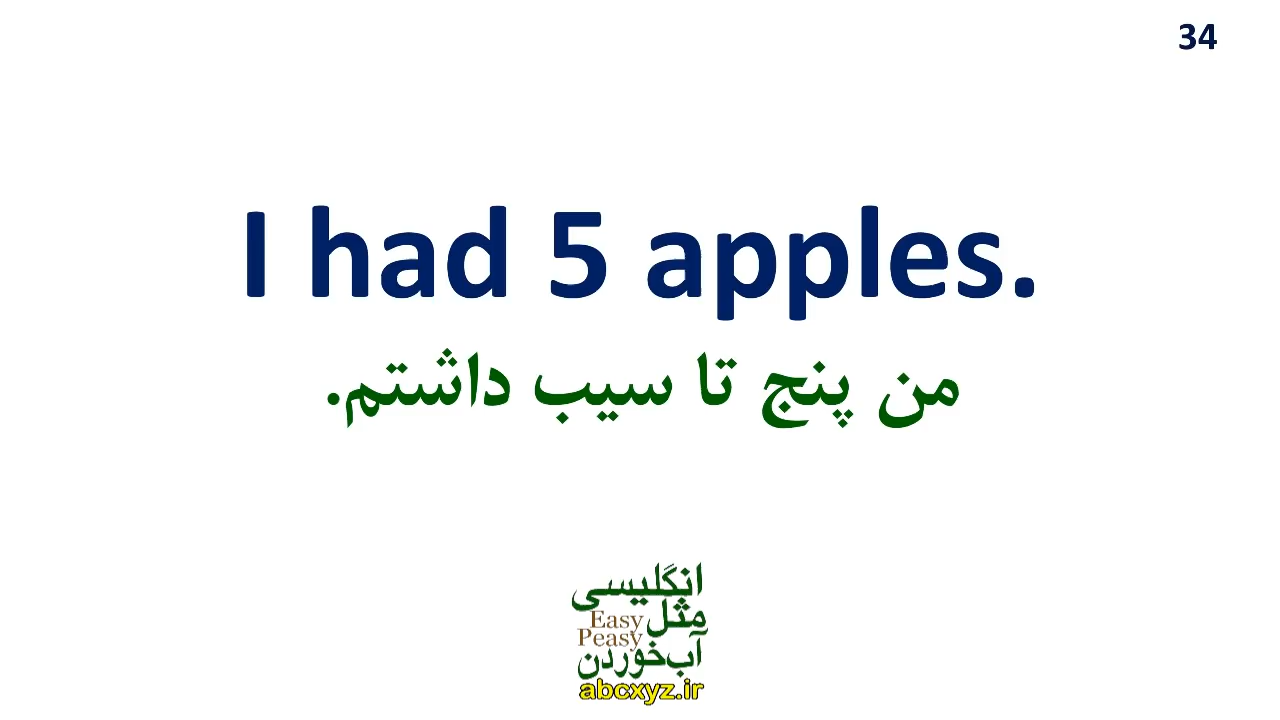 34
I had 5 apples.
من پنج تا سیب داشتم.
انگلیسی
مثل
Easy
Peasy
آب‌خوردن
abcxyz.ir